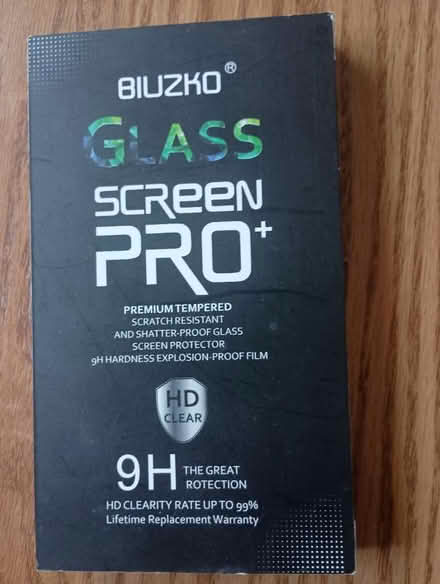 BIUZKO®
GLASS
SCREEN
PRO+
PREMIUM TEMPERED
SCRATCH RESISTANT
AND SHATTER-PROOF GLASS
SCREEN PROTECTOR
9H HARDNESS EXPLOSION-PROOF FILM
HD
CLEAR
9H THE GREAT
ROTECTION
HD CLEARITY RATE UP TO 99%
Lifetime Replacement Warranty